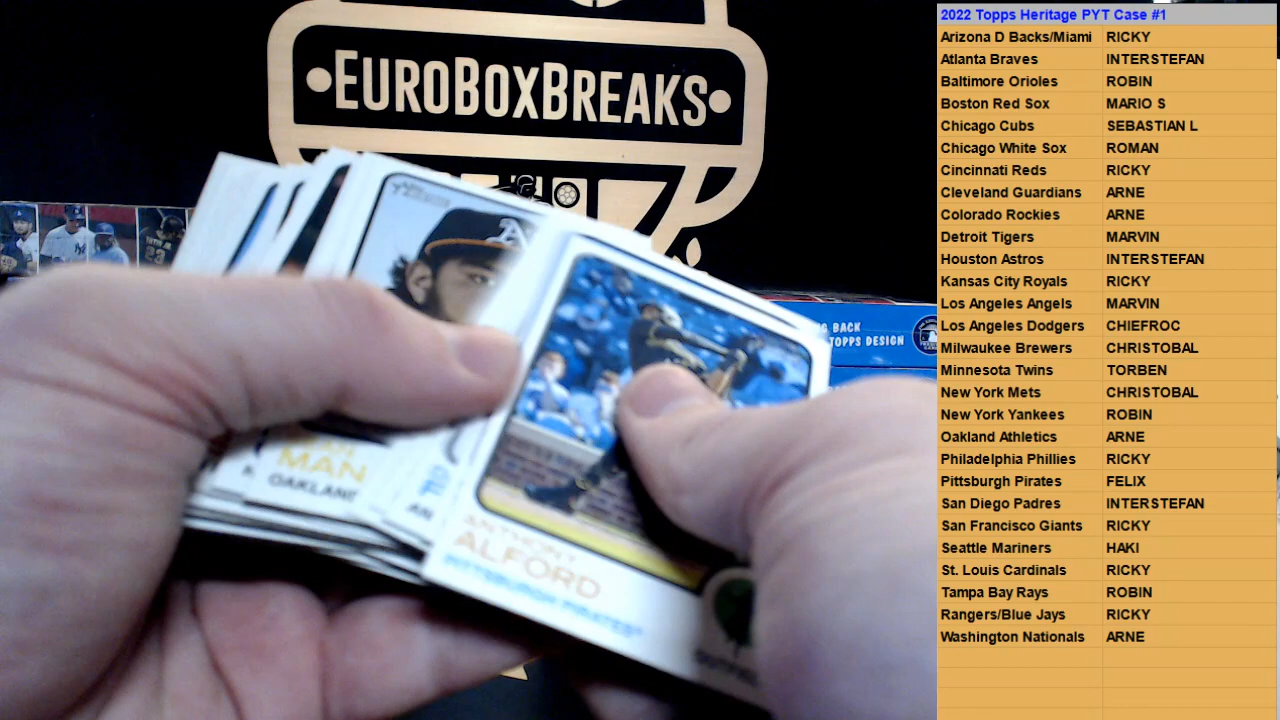 EUROBOXBREAKS
BACK
TOPPS DESIGN
MAN
OAKLAND
ANTHONY
ALFORD
PITTSBURGH PIRATES
2022 Topps Heritage PYT Case #1
Arizona D Backs/Miami RICKY
Atlanta Braves INTERSTEFAN
Baltimore Orioles ROBIN
Boston Red Sox MARIO S
Chicago Cubs SEBASTIAN L
Chicago White Sox ROMAN
Cincinnati Reds RICKY
Cleveland Guardians ARNE
Colorado Rockies ARNE
Detroit Tigers MARVIN
Houston Astros INTERSTEFAN
Kansas City Royals RICKY
Los Angeles Angels MARVIN
Los Angeles Dodgers CHIEFROC
Milwaukee Brewers CHRISTOBAL
Minnesota Twins TORBEN
New York Mets CHRISTOBAL
New York Yankees ROBIN
Oakland Athletics ARNE
Philadelphia Phillies RICKY
Pittsburgh Pirates FELIX
San Diego Padres INTERSTEFAN
San Francisco Giants RICKY
Seattle Mariners HAKI
St. Louis Cardinals RICKY
Tampa Bay Rays ROBIN
Rangers/Blue Jays RICKY
Washington Nationals ARNE